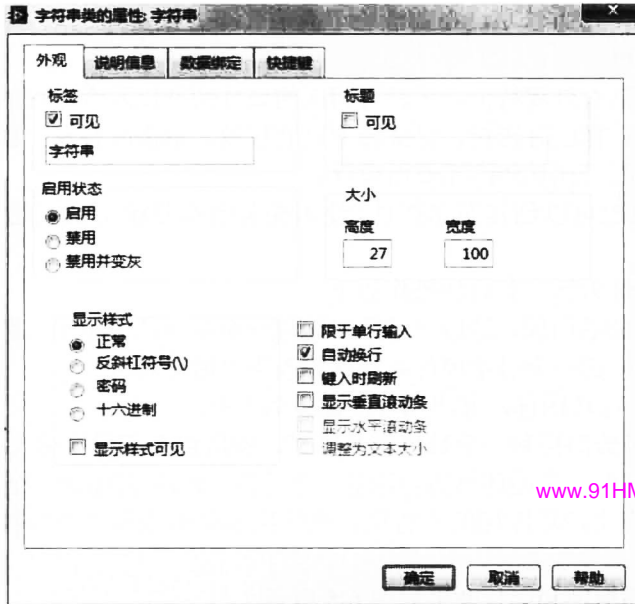 字符串类的属性: 字符串
外观 说明信息 数据绑定 快捷键
标签 标题
可见 可见
字符串
启用状态 大小
启用 高度 宽度
禁用 27 100
禁用并变灰
显示样式
正常 限于单行输入
反斜杠符号(\) 自动换行
密码 键入时刷新
十六进制 显示垂直滚动条
显示水平滚动条
显示样式可见 调整为文本大小
www.91HM
确定 取消 帮助